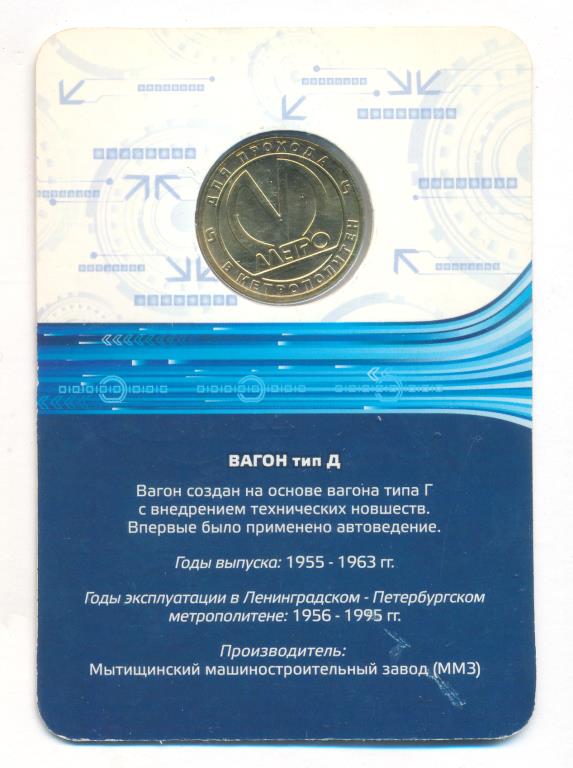 ДЛЯ ПРОХОДА
В МЕТРОПОЛИТЕН
МЕТРО
ВАГОН тип Д
Вагон создан на основе вагона типа Г
с внедрением технических новшеств.
Впервые было применено автоведение.
Годы выпуска: 1955 - 1963 гг.
Годы эксплуатации в Ленинградском - Петербургском
метрополитене: 1956 - 1995 гг.
Производитель:
Мытищинский машиностроительный завод (ММЗ)